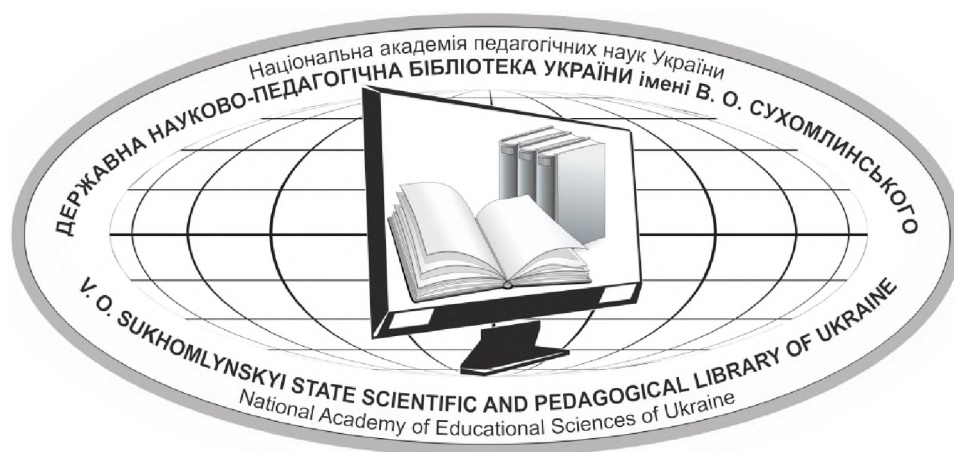 Національна академія педагогічних наук України
ДЕРЖАВНА НАУКОВО-ПЕДАГОГІЧНА БІБЛІОТЕКА УКРАЇНИ імені В. О. СУХОМЛИНСЬКОГО
V. O. SUKHOMLYNSKYI STATE SCIENTIFIC AND PEDAGOGICAL LIBRARY OF UKRAINE
National Academy of Educational Sciences of Ukraine